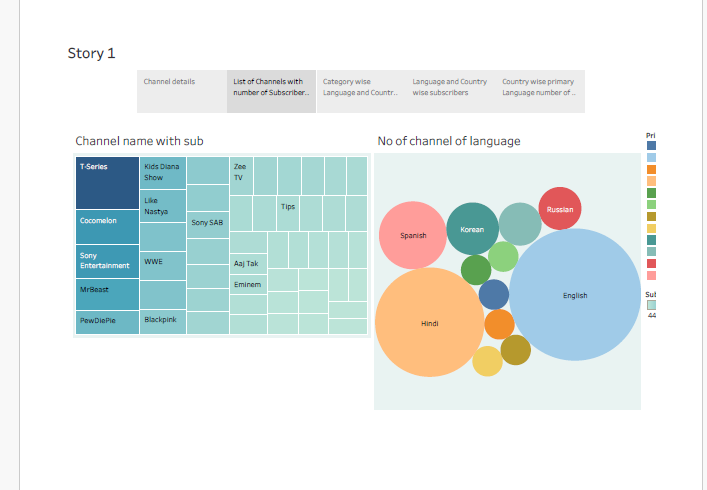 Story 1
Channel details
List of Channels with
number of Subscriber..
Category wise
Language and Countr..
Language and Country
wise subscribers
Country wise primary
Language number of ..
Channel name with sub
No of channel of language
Pri
T-Series
Kids Diana
Show
Zee
TV
Like
Nastya
Tips
Cocomelon
Sony SAB
Sony
Entertainment
WWE
Aaj Tak
MrBeast
Eminem
PewDiePie
Blackpink
Russian
Korean
Spanish
English
Hindi
Sub
44